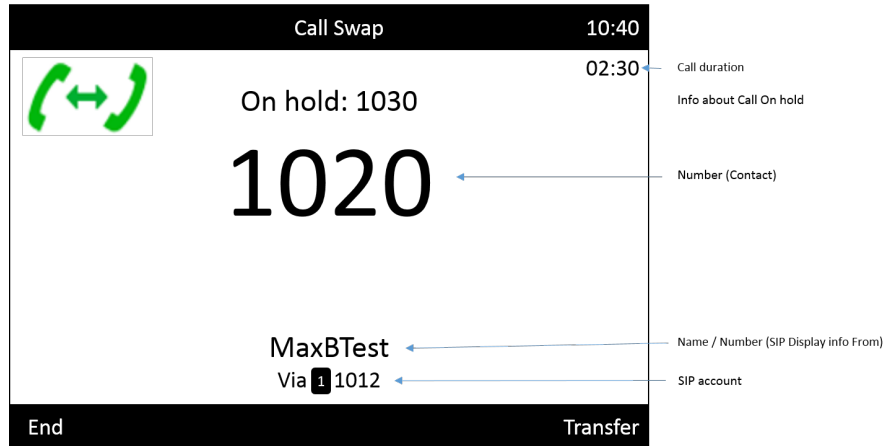 Call Swap 10:40
02:30 Call duration
On hold: 1030 Info about Call On hold
1020 Number (Contact)
MaxBTest Name / Number (SIP Display info From)
Via 1 1012 SIP account
End Transfer